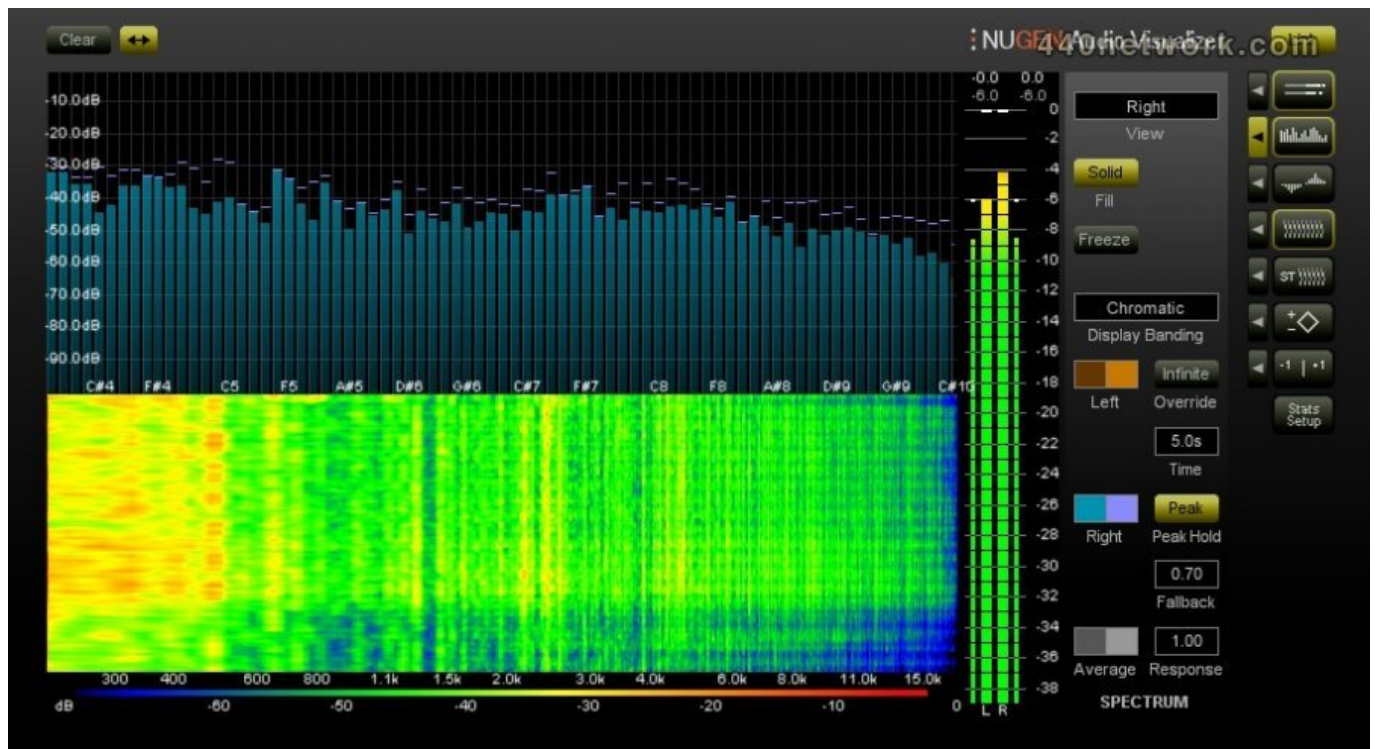 Clear
NUGEN Audio Visualizer
440network.com
Link
-0.0 0.0
-6.0 -6.0
-10.0dB
-20.0dB
-30.0dB
-40.0dB
-50.0dB
-60.0dB
-70.0dB
-80.0dB
-90.0dB
C#4 F#4 C5 F5 A#5 D#6 G#6 C#7 F#7 C8 F8 A#8 D#9 G#9 C#10
300 400 600 800 1.1k 1.5k 2.0k 3.0k 4.0k 6.0k 8.0k 11.0k 15.0k
dB -60 -50 -40 -30 -20 -10 0
0
-2
-4
-6
-8
-10
-12
-14
-16
-18
-20
-22
-24
-26
-28
-30
-32
-34
-36
-38
L R
Right
View
Solid
Fill
Freeze
Chromatic
Display Banding
Infinite
Left Override
5.0s
Time
Peak
Right Peak Hold
0.70
Fallback
1.00
Average Response
SPECTRUM
ST
+
-
-1 | +1
Stats
Setup